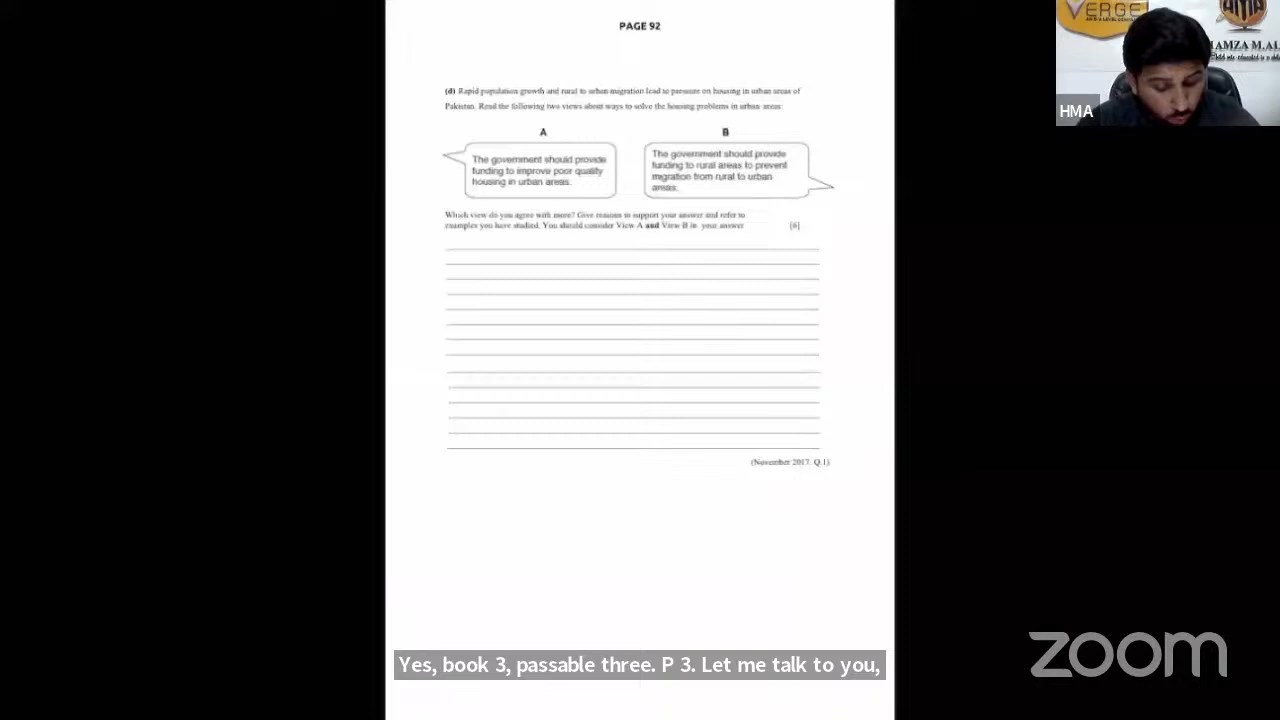 PAGE 92
(d) Rapid population growth and rural to urban migration lead to pressure on housing in urban areas of
Pakistan. Read the following two views about ways to solve the housing problems in urban areas:
A
B
The government should provide
funding to improve poor quality
housing in urban areas.
The government should provide
funding to rural areas to prevent
migration from rural to urban
areas.
Which view do you agree with more? Give reasons to support your answer and refer to
examples you have studied. You should consider View A and View B in your answer
[6]
(November 2017. Q.1)
VERGE
HAMZA M.AL
HMA
zoom
Yes, book 3, passable three. P 3. Let me talk to you,